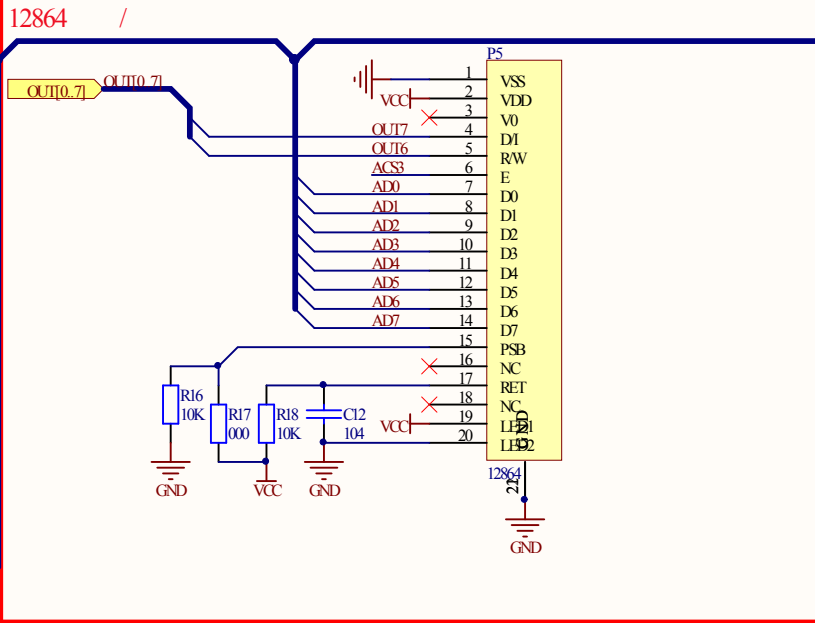 12864 /
P5
OUT[0..7]
OUT[0..7]
1 VSS
VCC 2 VDD
3 V0
OUT7 4 D/I
OUT6 5 R/W
ACS3 6 E
AD0 7 D0
AD1 8 D1
AD2 9 D2
AD3 10 D3
AD4 11 D4
AD5 12 D5
AD6 13 D6
AD7 14 D7
15 PSB
16 NC
17 RET
18 NC
VCC 19 LED1
20 LED2
GND
R16
10K
R17
000
R18
10K
C12
104
GND
VCC
GND
12864
GND